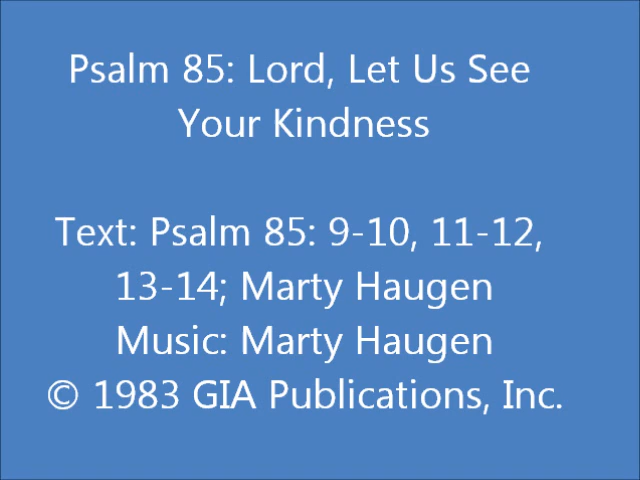 Psalm 85: Lord, Let Us See
Your Kindness
Text: Psalm 85: 9-10, 11-12,
13-14; Marty Haugen
Music: Marty Haugen
© 1983 GIA Publications, Inc.